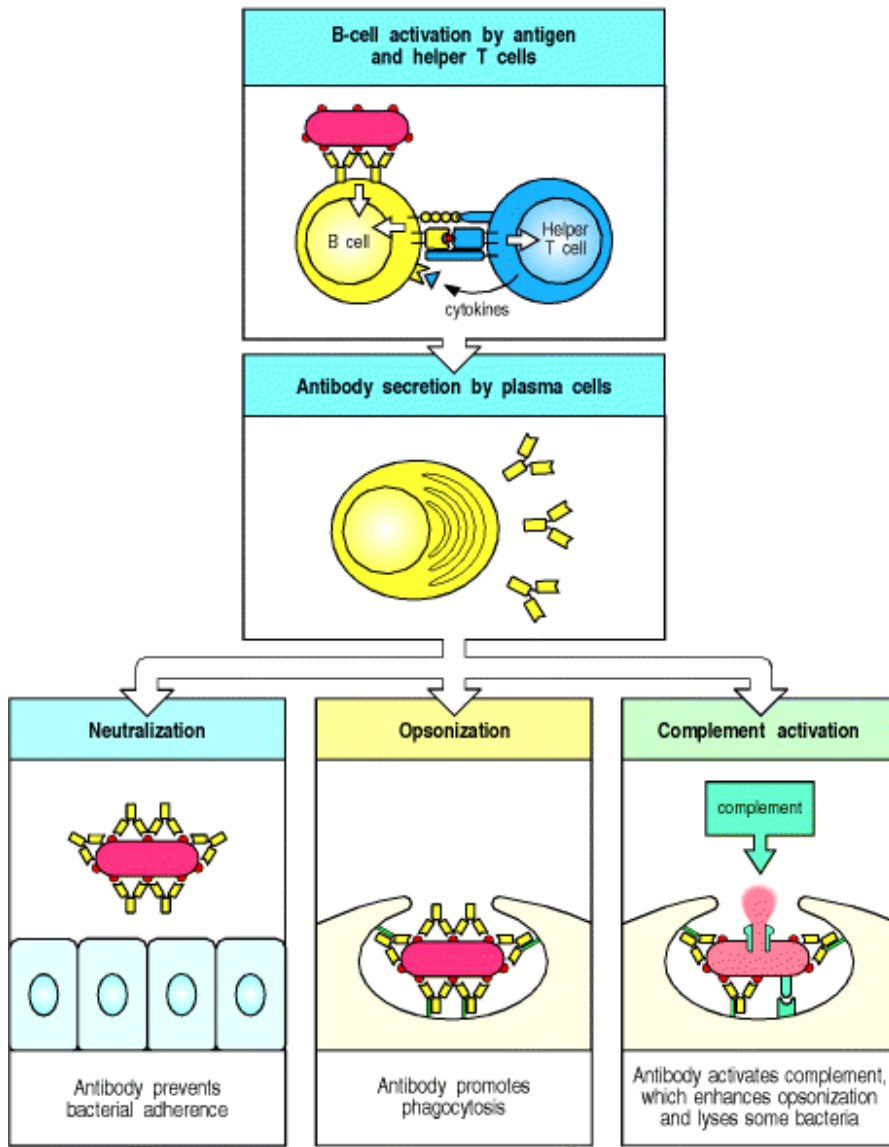 B-cell activation by antigen
and helper T cells
B cell
Helper
T cell
cytokines
Antibody secretion by plasma cells
Neutralization
Opsonization
Complement activation
complement
Antibody prevents
bacterial adherence
Antibody promotes
phagocytosis
Antibody activates complement,
which enhances opsonization
and lyses some bacteria